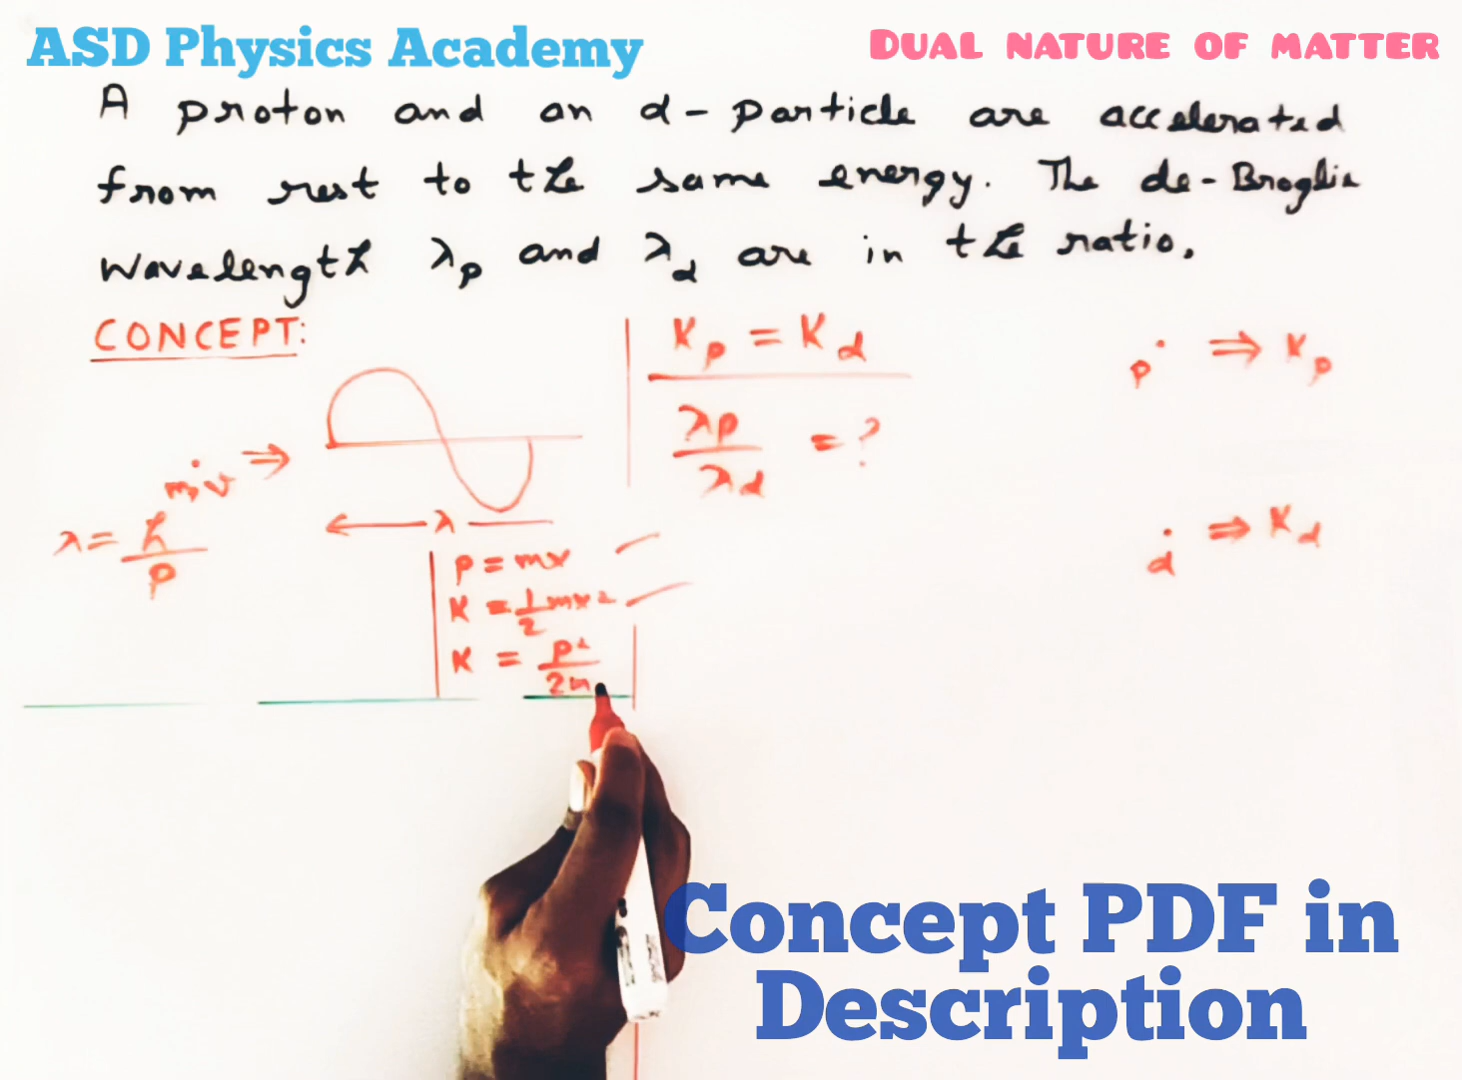 ASD Physics Academy
DUAL NATURE OF MATTER
A proton and an α-particle are accelerated
from rest to the same energy. The de-Broglie
wavelength λp and λα are in the ratio.
CONCEPT:
Kp = Kα
p ⇒ Kp
λp/λα = ?
m, v ⇒
λ = h/p
λ
α ⇒ Kα
P = mv
K = 1/2 mv²
K = p²/2m
Concept PDF in
Description